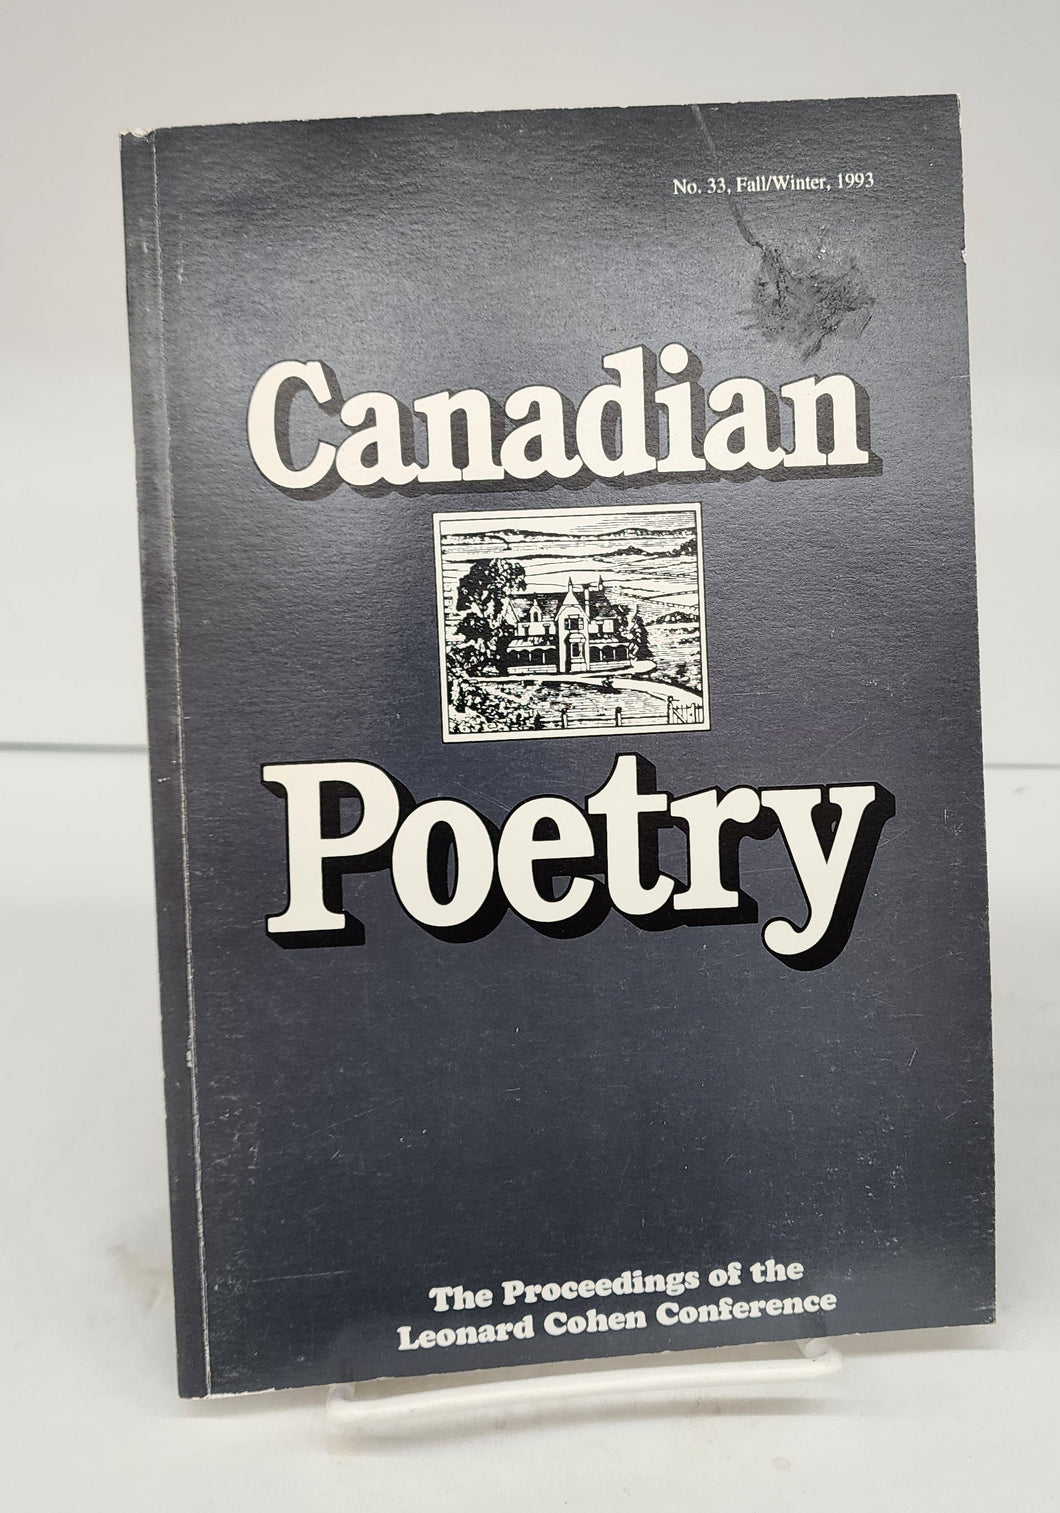 No. 33, Fall/Winter, 1993
Canadian
Poetry
The Proceedings of the
Leonard Cohen Conference